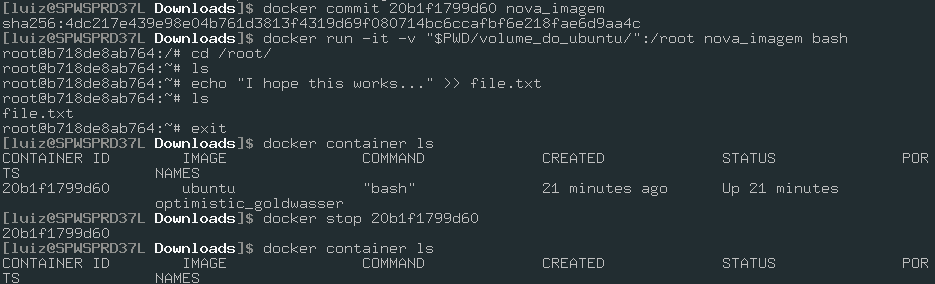 [luiz@SPWSPRD37L Downloads]$ docker commit 20b1f1799d60 nova_imagem
sha256:4dc217e439e98e04b761d3813f4319d69f080714bc6ccafbf6e218fae6d9aa4c
[luiz@SPWSPRD37L Downloads]$ docker run -it -v "$PWD/volume_do_ubuntu/":/root nova_imagem bash
root@b718de8ab764:/# cd /root/
root@b718de8ab764:~# ls
root@b718de8ab764:~# echo "I hope this works..." >> file.txt
root@b718de8ab764:~# ls
file.txt
root@b718de8ab764:~# exit
[luiz@SPWSPRD37L Downloads]$ docker container ls
CONTAINER ID        IMAGE               COMMAND             CREATED             STATUS              POR
TS               NAMES
20b1f1799d60        ubuntu              "bash"              21 minutes ago      Up 21 minutes
                 optimistic_goldwasser
[luiz@SPWSPRD37L Downloads]$ docker stop 20b1f1799d60
20b1f1799d60
[luiz@SPWSPRD37L Downloads]$ docker container ls
CONTAINER ID        IMAGE               COMMAND             CREATED             STATUS              POR
TS               NAMES